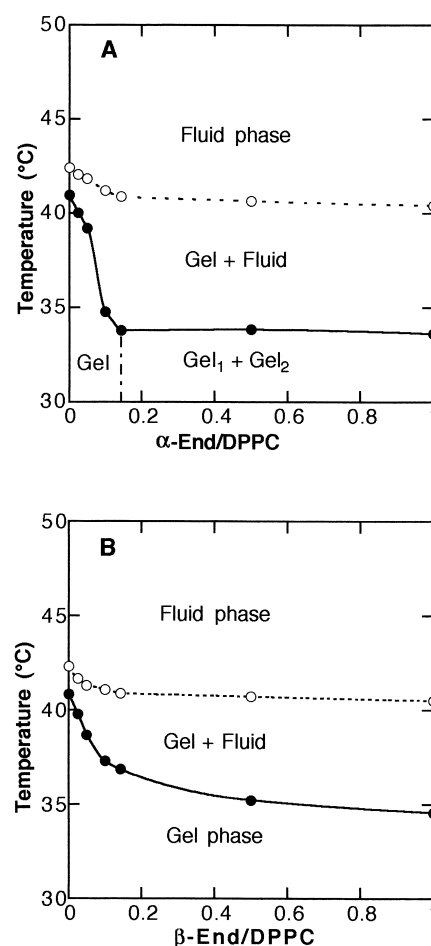 50
A
45
Fluid phase
Temperature (°C)
40
Gel + Fluid
35
Gel
Gel₁ + Gel₂
30
0 0.2 0.4 0.6 0.8 1
α-End/DPPC
50
B
45
Fluid phase
Temperature (°C)
40
Gel + Fluid
35
Gel phase
30
0 0.2 0.4 0.6 0.8 1
β-End/DPPC